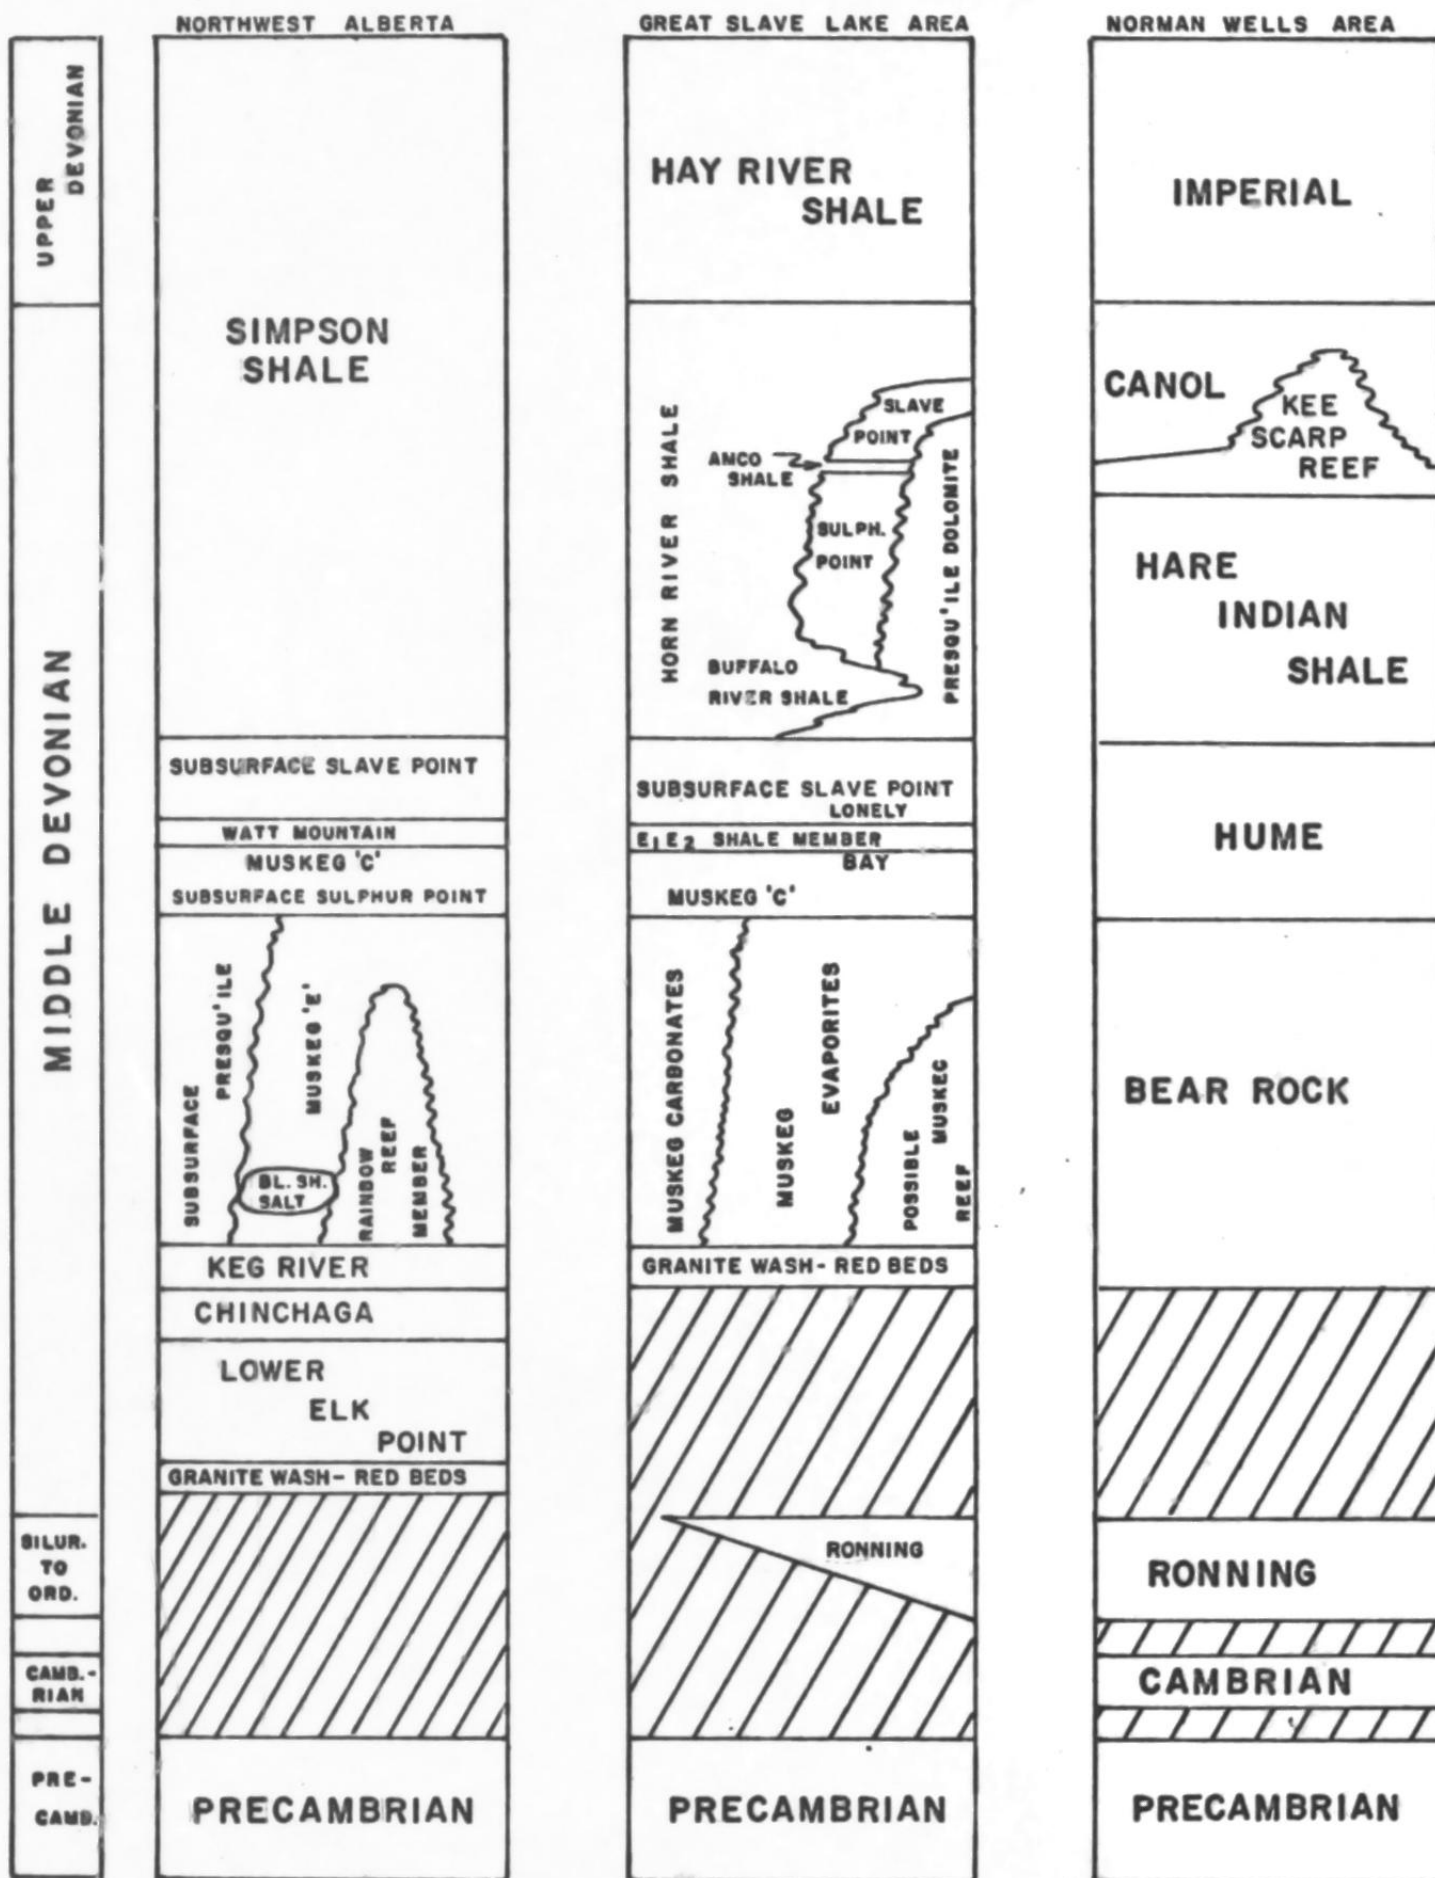 NORTHWEST ALBERTA
GREAT SLAVE LAKE AREA
NORMAN WELLS AREA
UPPER
DEVONIAN
MIDDLE DEVONIAN
SILUR.
TO
ORD.
CAMB.-
RIAN
PRE-
CAMB.
SIMPSON
SHALE
SUBSURFACE SLAVE POINT
WATT MOUNTAIN
MUSKEG 'C'
SUBSURFACE SULPHUR POINT
SUBSURFACE
PRESQU'ILE
MUSKEG 'E'
BL. SH.
SALT
RAINBOW
REEF
MEMBER
KEG RIVER
CHINCHAGA
LOWER
ELK
POINT
GRANITE WASH- RED BEDS
PRECAMBRIAN
HAY RIVER
SHALE
HORN RIVER SHALE
SLAVE
POINT
ANCO
SHALE
SULPH.
POINT
PRESQU'ILE DOLOMITE
BUFFALO
RIVER SHALE
SUBSURFACE SLAVE POINT
LONELY
E1 E2 SHALE MEMBER
BAY
MUSKEG 'C'
MUSKEG CARBONATES
MUSKEG
EVAPORITES
POSSIBLE
MUSKEG
REEF
GRANITE WASH- RED BEDS
RONNING
PRECAMBRIAN
IMPERIAL
CANOL
KEE
SCARP
REEF
HARE
INDIAN
SHALE
HUME
BEAR ROCK
RONNING
CAMBRIAN
PRECAMBRIAN